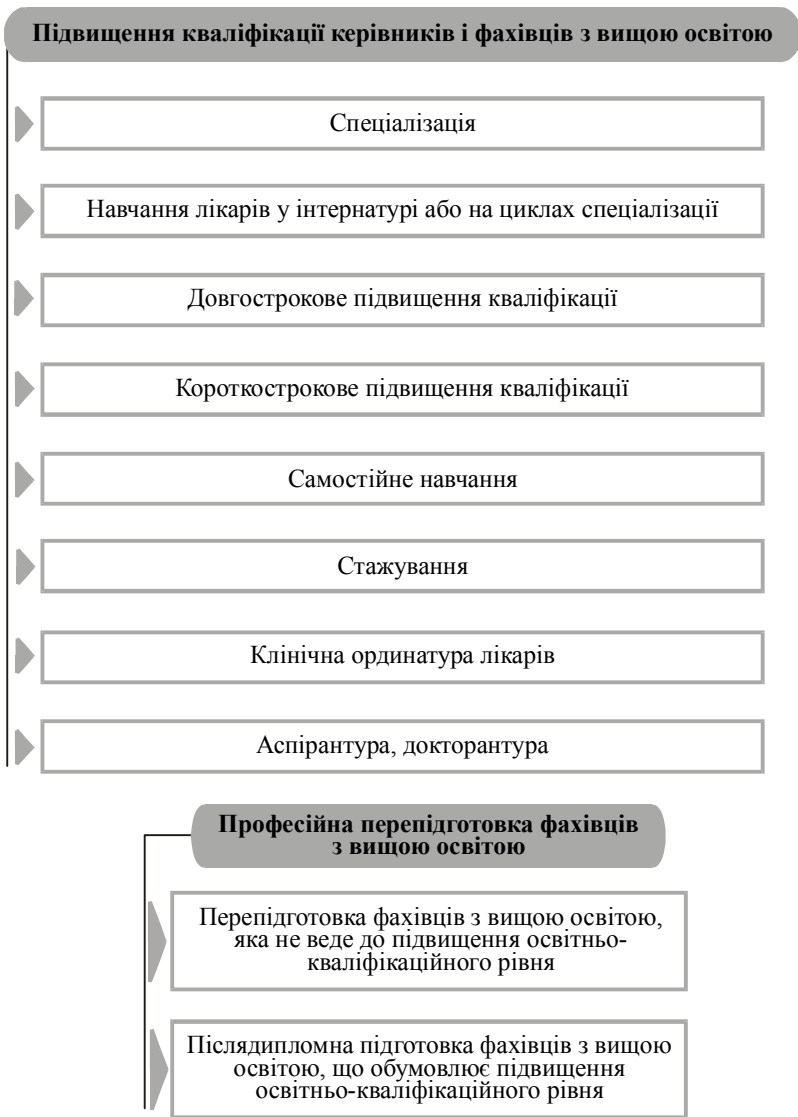 Підвищення кваліфікації керівників і фахівців з вищою освітою
Спеціалізація
Навчання лікарів у інтернатурі або на циклах спеціалізації
Довгострокове підвищення кваліфікації
Короткострокове підвищення кваліфікації
Самостійне навчання
Стажування
Клінічна ординатура лікарів
Аспірантура, докторантура
Професійна перепідготовка фахівців
з вищою освітою
Перепідготовка фахівців з вищою освітою,
яка не веде до підвищення освітньо-
кваліфікаційного рівня
Післядипломна підготовка фахівців з вищою
освітою, що обумовлює підвищення
освітньо-кваліфікаційного рівня